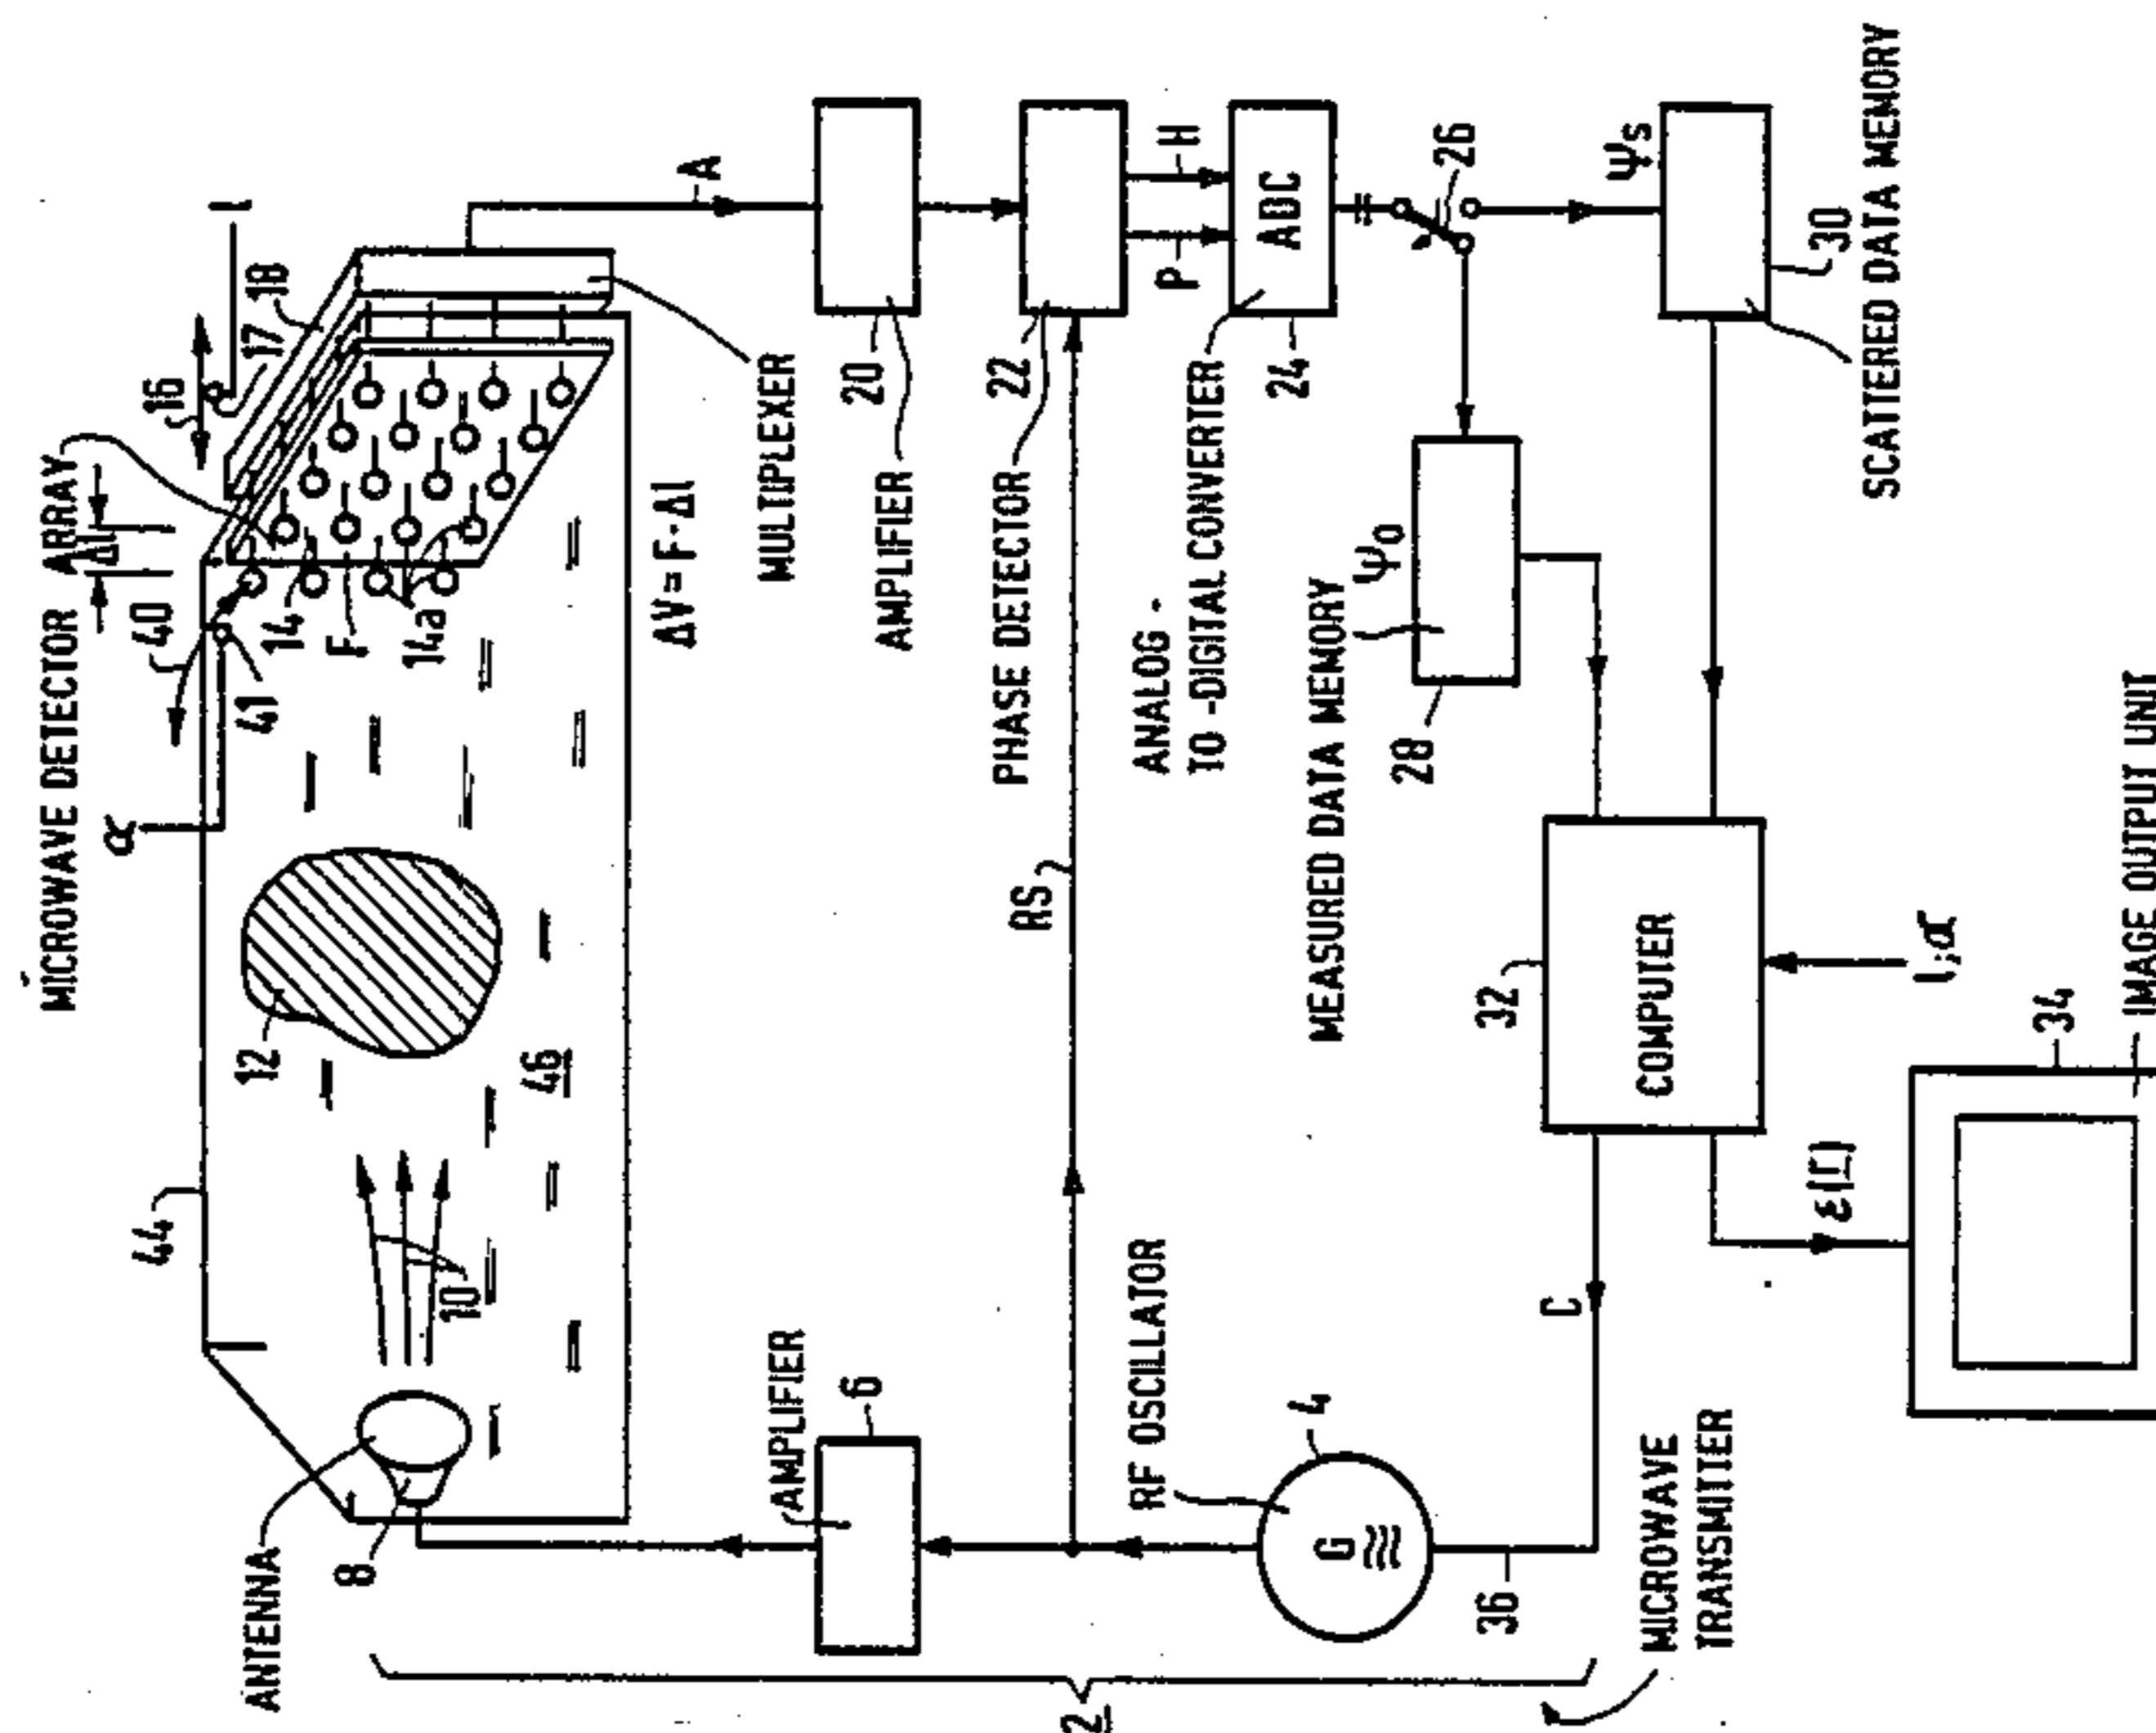 MICROWAVE DETECTOR ARRAY
Δl
16
l
18
17
40
α
41
14
F
14a
44
12
10
46
ΔV = F·Δl
MULTIPLEXER
ANTENNA
8
A
AMPLIFIER
6
20
AMPLIFIER
RS
PHASE DETECTOR
22
P
H
RF OSCILLATOR
4
G
ANALOG -
TO -DIGITAL CONVERTER
ADC
24
26
MEASURED DATA MEMORY
Ψo
28
Ψs
30
SCATTERED DATA MEMORY
32
COMPUTER
l;α
C
36
ε(r)
34
IMAGE OUTPUT UNIT
MICROWAVE
TRANSMITTER
2